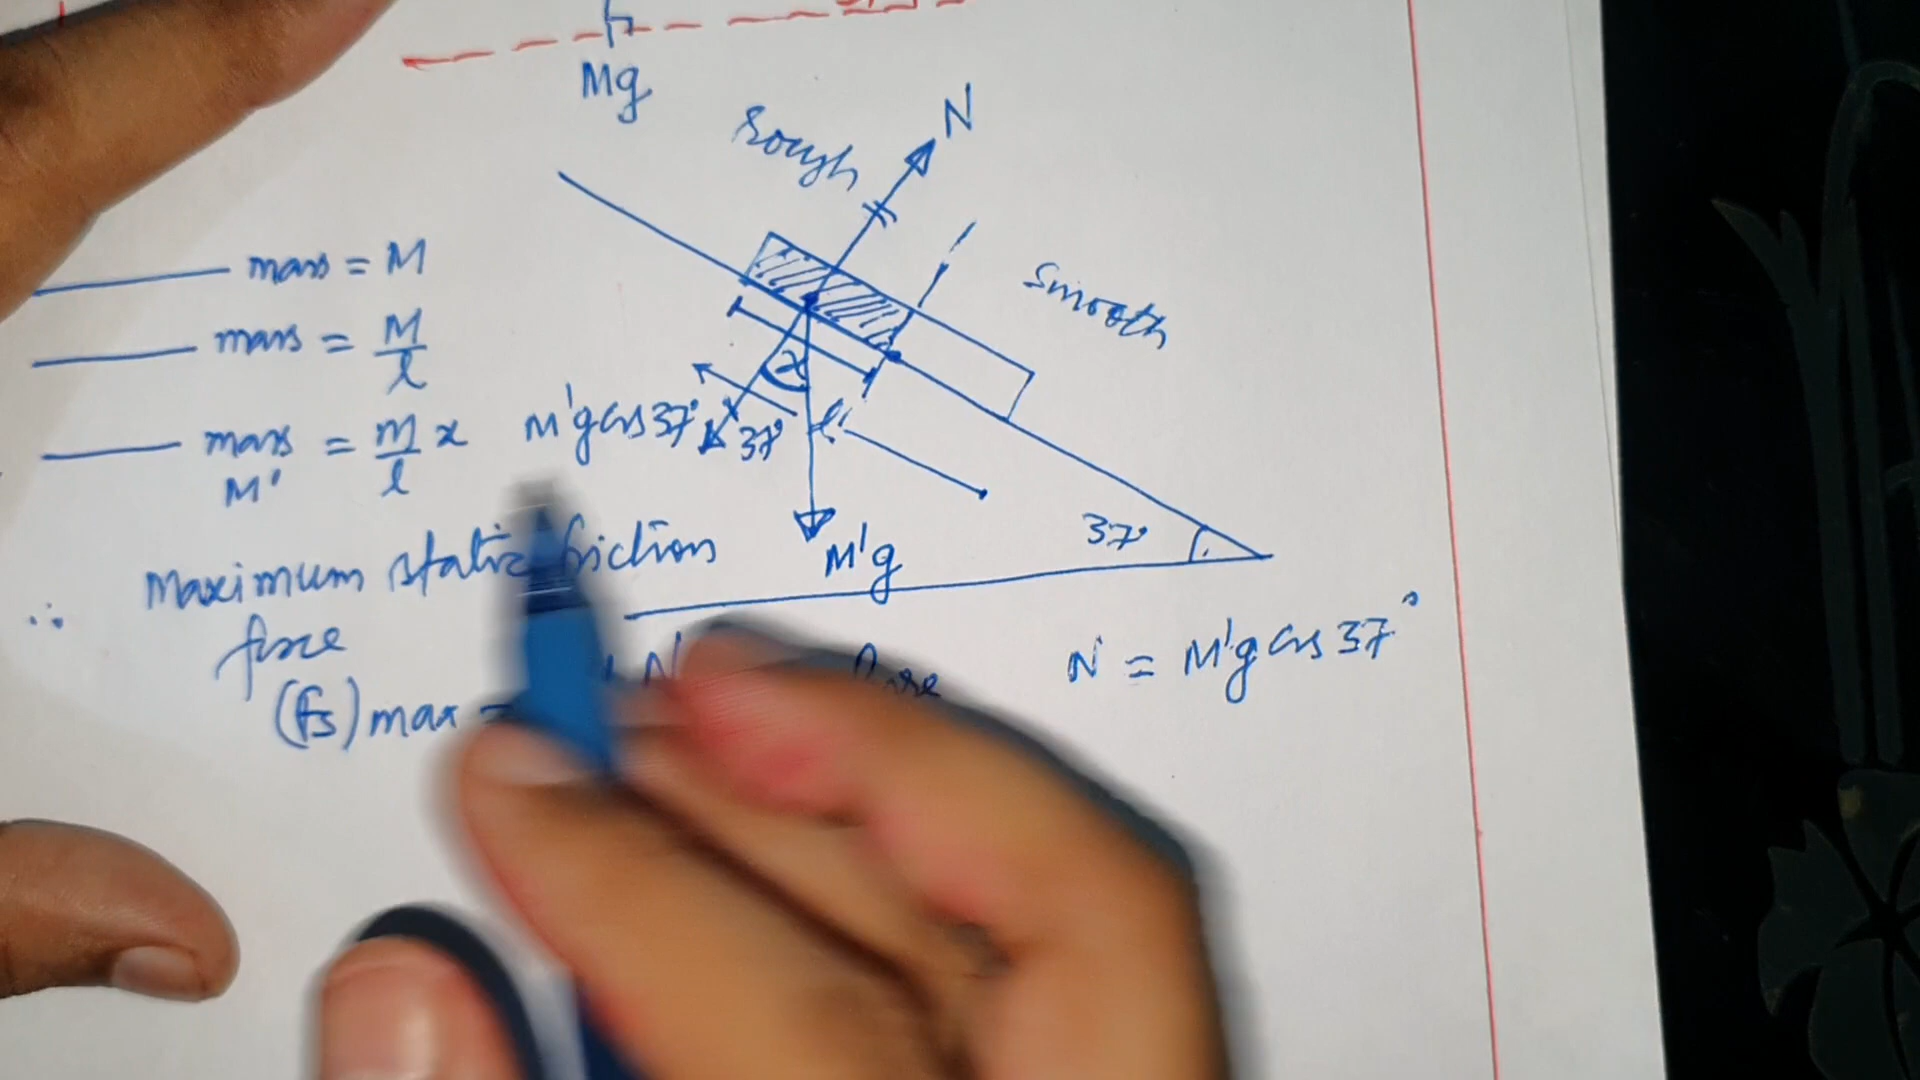 Mg
N
rough
smooth
mass = M
mass = M/l
mass M' = m/l x
M'g cos 37°
37°
x
l
M'g
37°
∴ Maximum static friction
force
(fs)max =
N
N = M'g cos 37°